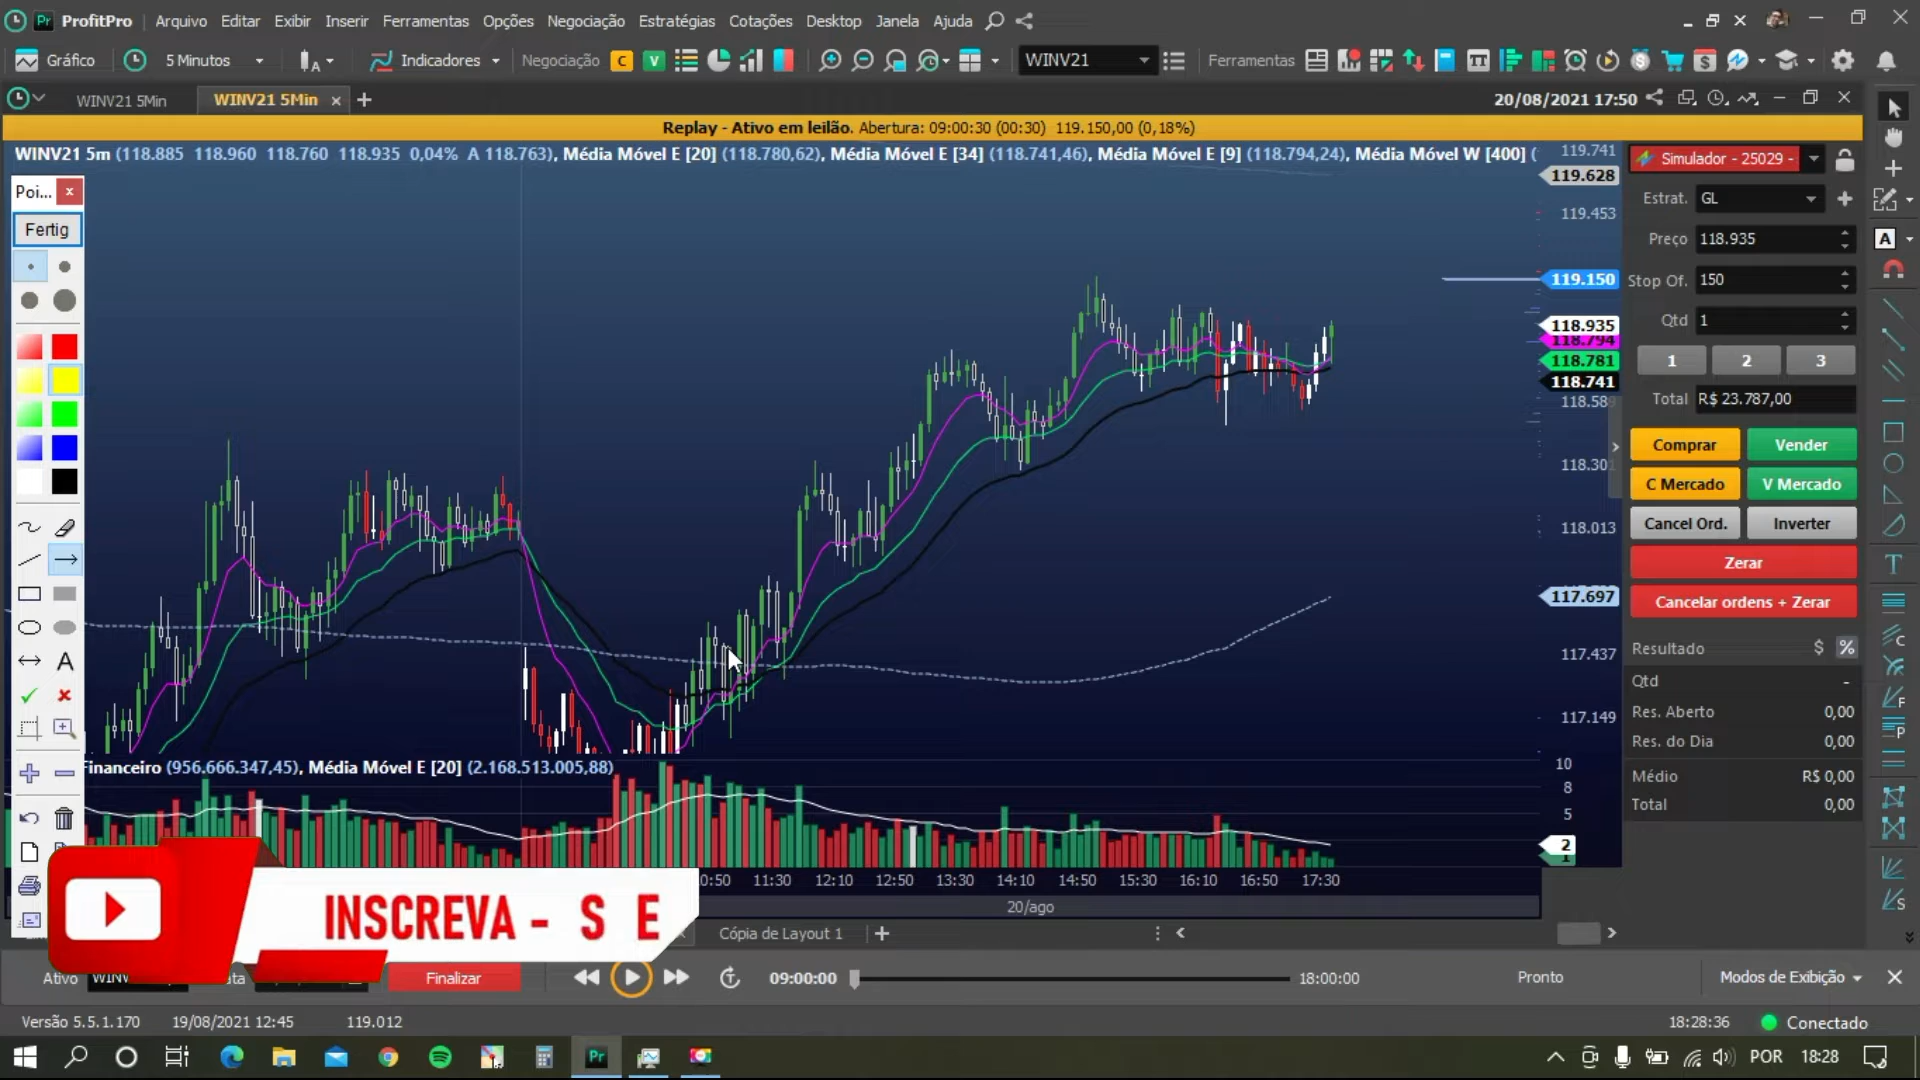 ProfitPro Arquivo Editar Exibir Inserir Ferramentas Opções Negociação Estratégias Cotações Desktop Janela Ajuda
Gráfico 5 Minutos A Indicadores Negociação C V WINV21 Ferramentas
WINV21 5Min WINV21 5Min 20/08/2021 17:50
Replay - Ativo em leilão. Abertura: 09:00:30 (00:30) 119.150,00 (0,18%)
WINV21 5m (118.885 118.960 118.760 118.935 0,04% A 118.763), Média Móvel E [20] (118.780,62), Média Móvel E [34] (118.741,46), Média Móvel E [9] (118.794,24), Média Móvel W [400] (
119.741
119.628
119.453
119.150
118.935
118.794
118.781
118.741
118.589
118.301
118.013
117.697
117.437
117.149
Poi...
Fertig
A
Simulador - 25029 -
Estrat. GL
Preço 118.935
Stop Of. 150
Qtd 1
1 2 3
Total R$ 23.787,00
Comprar Vender
C Mercado V Mercado
Cancel Ord. Inverter
Zerar
Cancelar ordens + Zerar
Resultado $ %
Qtd -
Res. Aberto 0,00
Res. do Dia 0,00
Médio R$ 0,00
Total 0,00
Financeiro (956.666.347,45), Média Móvel E [20] (2.168.513.005,88)
10
8
5
2
1
0:50 11:30 12:10 12:50 13:30 14:10 14:50 15:30 16:10 16:50 17:30
20/ago
INSCREVA - S E
Cópia de Layout 1
Ativo WINV ata Finalizar 09:00:00 18:00:00 Pronto Modos de Exibição
Versão 5.5.1.170 19/08/2021 12:45 119.012 18:28:36 Conectado
Pr POR 18:28